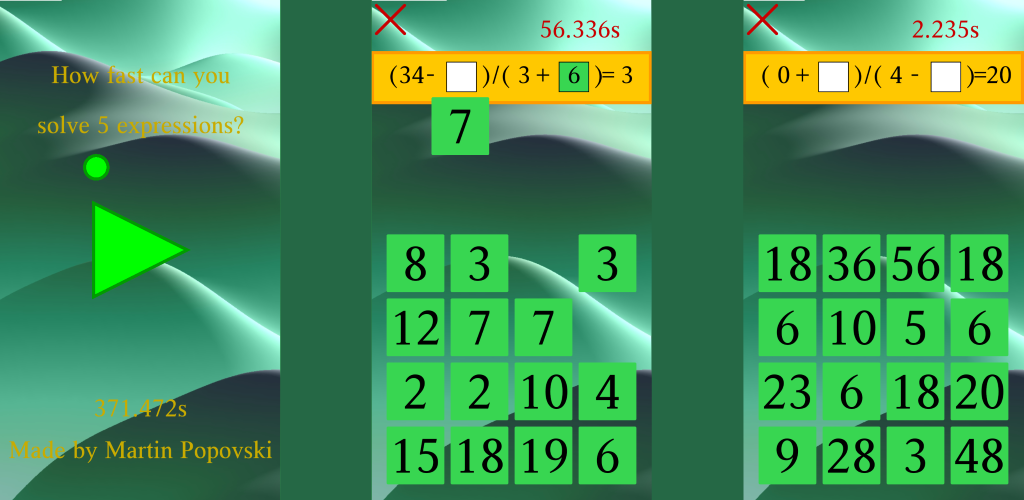 How fast can you
solve 5 expressions?
371.472s
Made by Martin Popovski
56.336s
(34- )/( 3 + 6 )= 3
7
8 3 3
12 7 7
2 2 10 4
15 18 19 6
2.235s
( 0 + )/( 4 - )=20
18 36 56 18
6 10 5 6
23 6 18 20
9 28 3 48